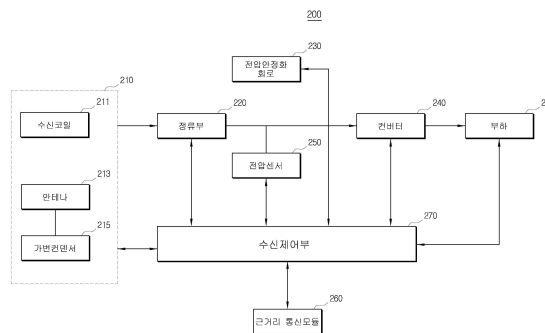 200
230
전압안정화
회로
210
211
수신코일
220
정류부
240
컨버터
2
부하
250
전압센서
213
안테나
215
가변컨덴서
270
수신제어부
260
근거리 통신모듈